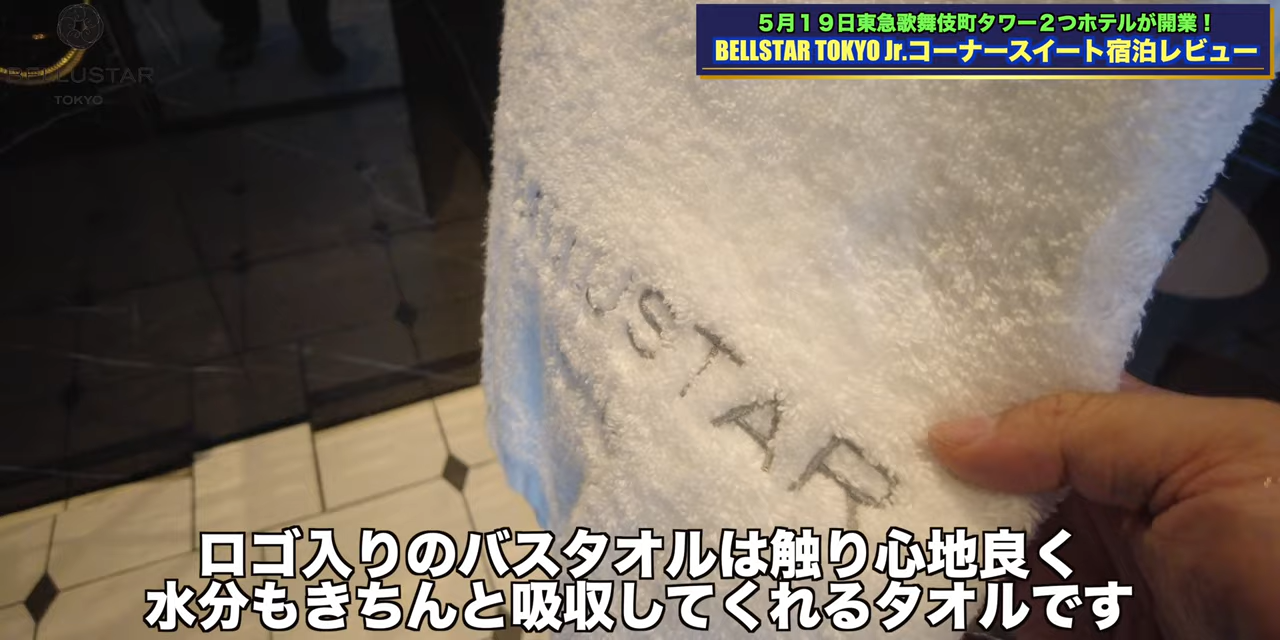 BELLUSTAR
TOKYO
5月19日東急歌舞伎町タワー2つホテルが開業！
BELLSTAR TOKYO Jr.コーナースイート宿泊レビュー
USTAR
ロゴ入りのバスタオルは触り心地良く
水分もきちんと吸収してくれるタオルです